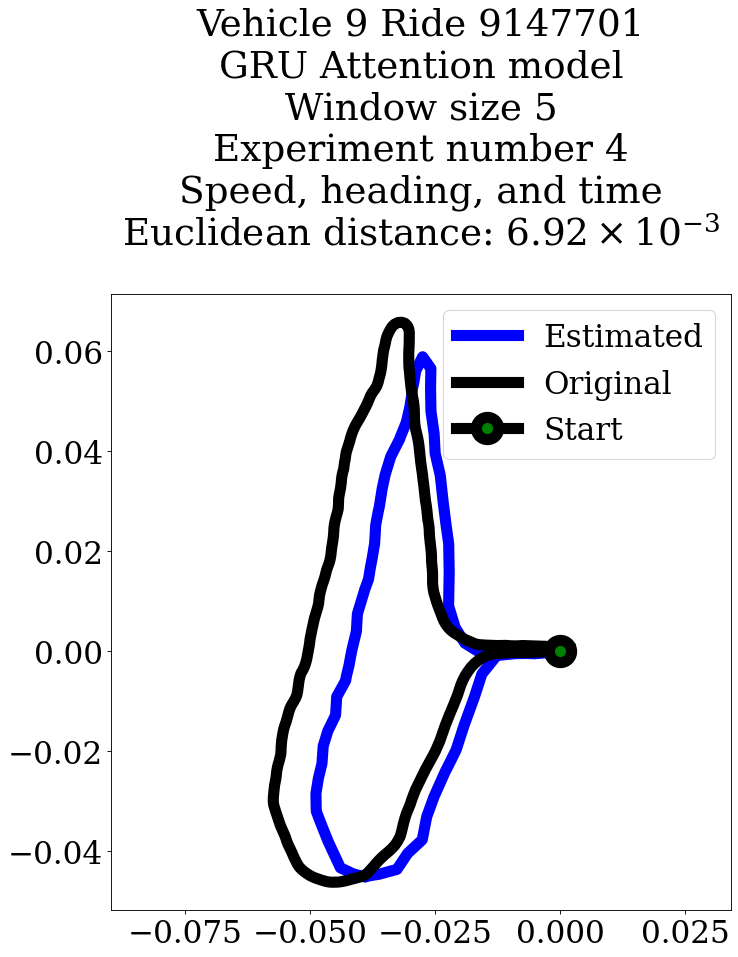 Vehicle 9 Ride 9147701
GRU Attention model
Window size 5
Experiment number 4
Speed, heading, and time
Euclidean distance: 6.92 × 10⁻³
Estimated
Original
Start
0.06
0.04
0.02
0.00
−0.02
−0.04
−0.075 −0.050 −0.025 0.000 0.025